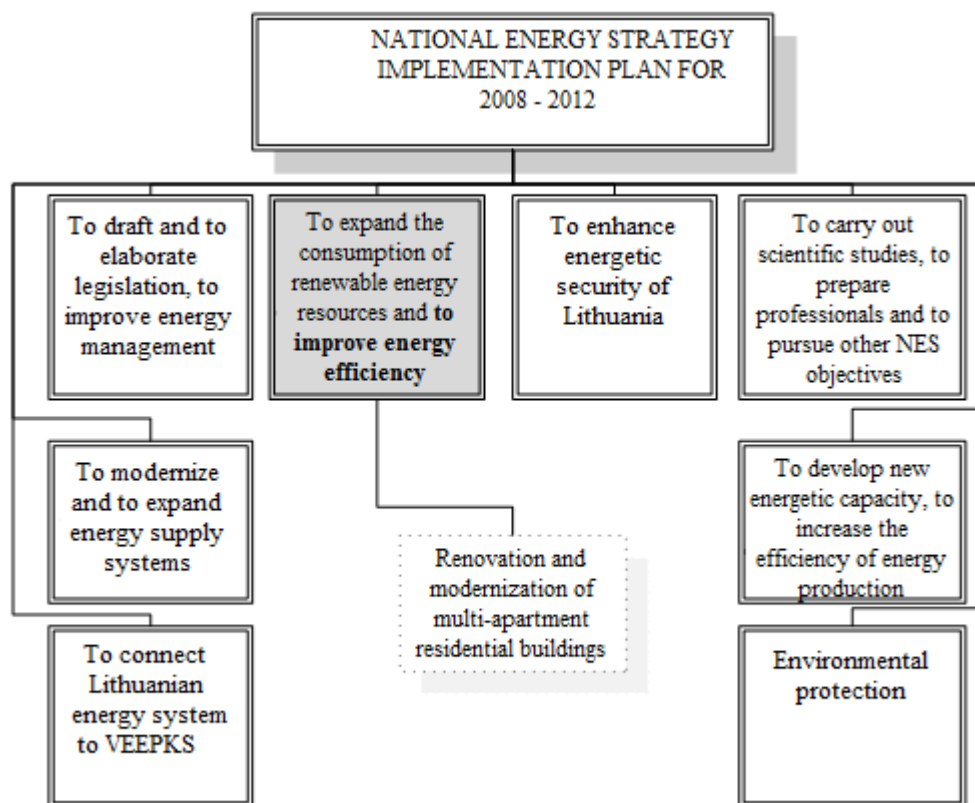 NATIONAL ENERGY STRATEGY
IMPLEMENTATION PLAN FOR
2008 - 2012
To draft and to
elaborate
legislation, to
improve energy
management
To expand the
consumption of
renewable energy
resources and to
improve energy
efficiency
To enhance
energetic
security of
Lithuania
To carry out
scientific studies, to
prepare
professionals and to
pursue other NES
objectives
To modernize
and to expand
energy supply
systems
Renovation and
modernization of
multi-apartment
residential buildings
To develop new
energetic capacity, to
increase the
efficiency of energy
production
To connect
Lithuanian
energy system
to VEEPKS
Environmental
protection